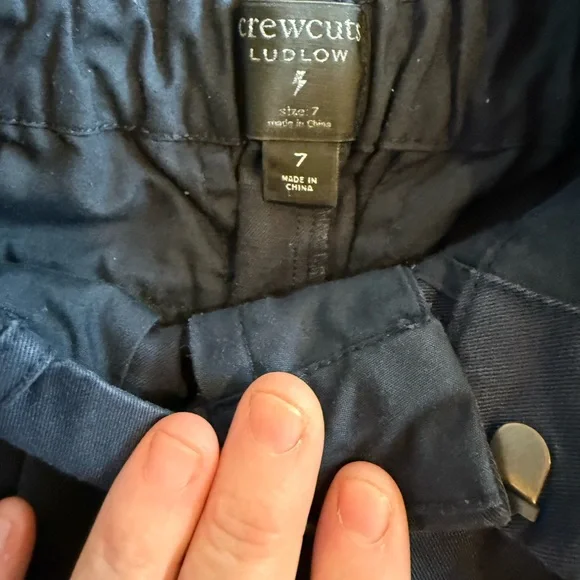 crewcuts
LUDLOW
size: 7
made in China
7
MADE IN
CHINA